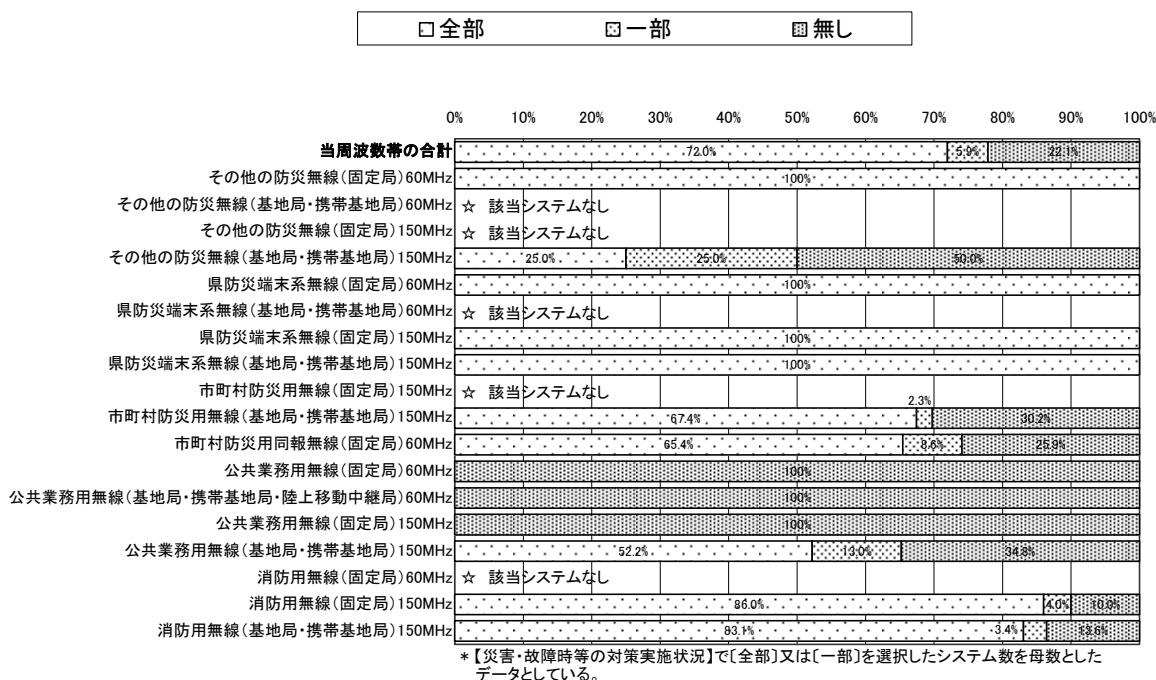 全部 一部 無し
0% 10% 20% 30% 40% 50% 60% 70% 80% 90% 100%
当周波数帯の合計 72.0% 5.9% 22.1%
その他の防災無線(固定局)60MHz 100%
その他の防災無線(基地局・携帯基地局)60MHz ☆ 該当システムなし
その他の防災無線(固定局)150MHz ☆ 該当システムなし
その他の防災無線(基地局・携帯基地局)150MHz 25.0% 25.0% 50.0%
県防災端末系無線(固定局)60MHz 100%
県防災端末系無線(基地局・携帯基地局)60MHz ☆ 該当システムなし
県防災端末系無線(固定局)150MHz 100%
県防災端末系無線(基地局・携帯基地局)150MHz 100%
市町村防災用無線(固定局)150MHz ☆ 該当システムなし
市町村防災用無線(基地局・携帯基地局)150MHz 67.4% 2.3% 30.2%
市町村防災用同報無線(固定局)60MHz 65.4% 8.6% 25.9%
公共業務用無線(固定局)60MHz 100%
公共業務用無線(基地局・携帯基地局・陸上移動中継局)60MHz 100%
公共業務用無線(固定局)150MHz 100%
公共業務用無線(基地局・携帯基地局)150MHz 52.2% 13.0% 34.8%
消防用無線(固定局)60MHz ☆ 該当システムなし
消防用無線(固定局)150MHz 86.0% 4.0% 10.0%
消防用無線(基地局・携帯基地局)150MHz 83.1% 3.4% 13.6%
*【災害・故障時等の対策実施状況】で〔全部〕又は〔一部〕を選択したシステム数を母数とした
データとしている。